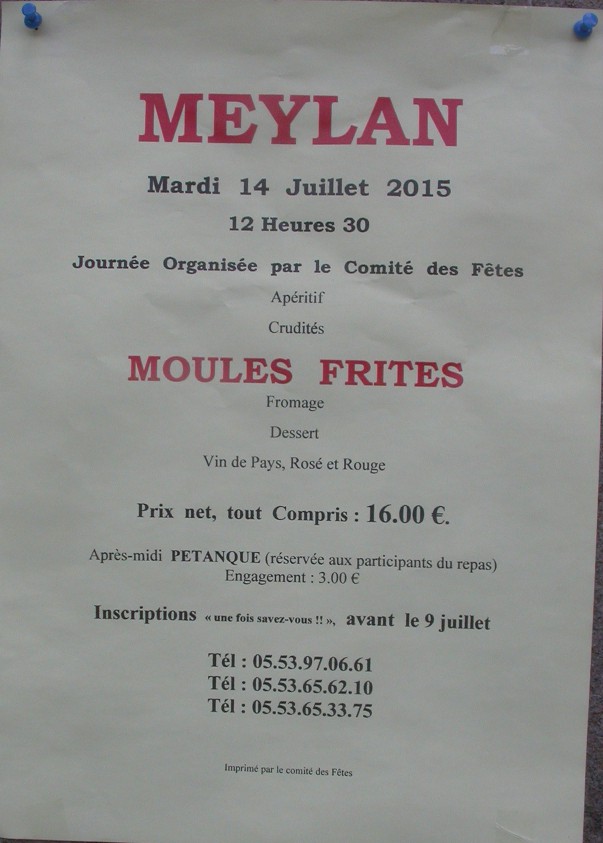 MEYLAN
Mardi 14 Juillet 2015
12 Heures 30
Journée Organisée par le Comité des Fêtes
Apéritif
Crudités
MOULES FRITES
Fromage
Dessert
Vin de Pays, Rosé et Rouge
Prix net, tout Compris : 16.00 €.
Après-midi PETANQUE (réservée aux participants du repas)
Engagement : 3.00 €
Inscriptions « une fois savez-vous !! », avant le 9 juillet
Tél : 05.53.97.06.61
Tél : 05.53.65.62.10
Tél : 05.53.65.33.75
Imprimé par le comité des Fêtes